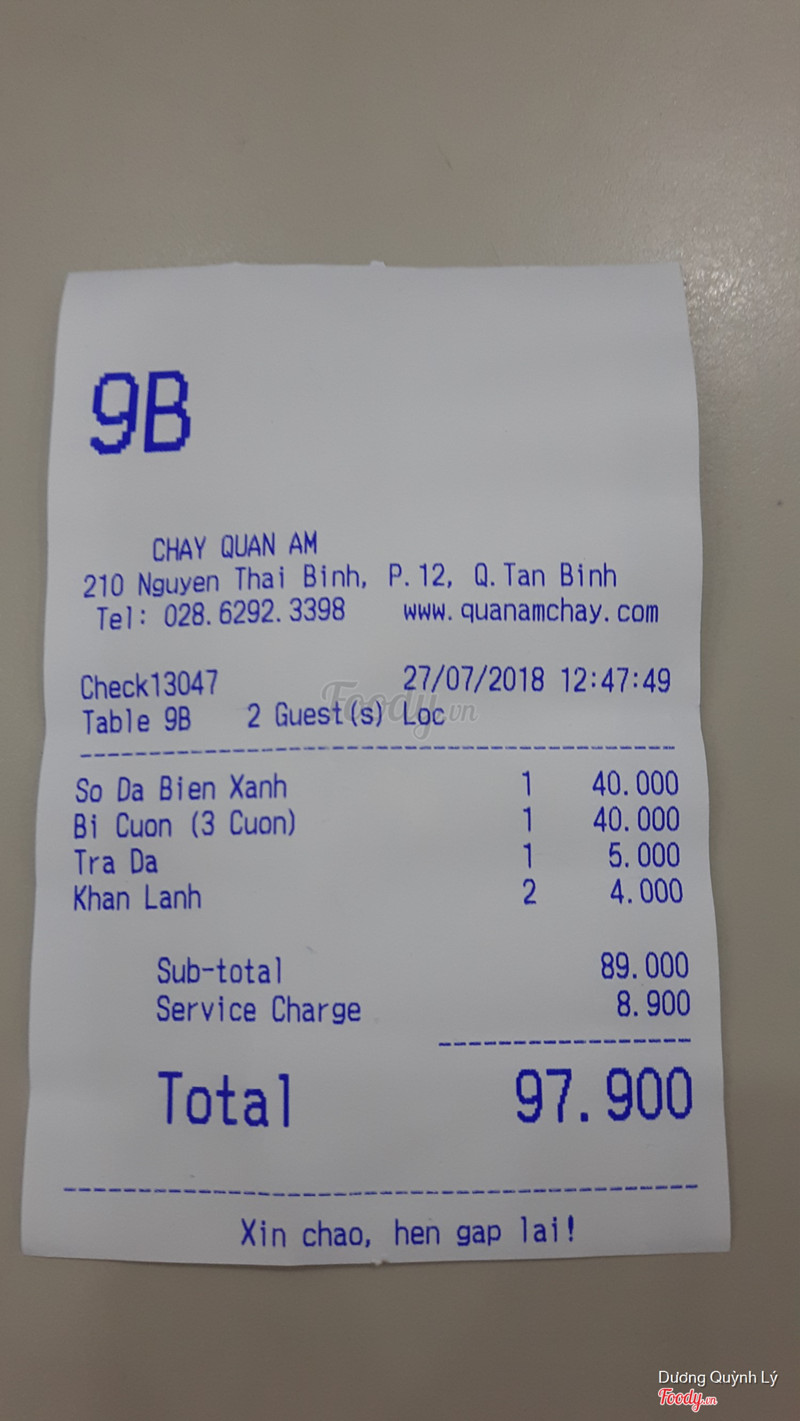 9B
CHAY QUAN AM
210 Nguyen Thai Binh, P.12, Q.Tan Binh
Tel: 028.6292.3398 www.quanamchay.com
Check13047 27/07/2018 12:47:49
Table 9B 2 Guest(s) Loc
Foody.vn
So Da Bien Xanh 1 40.000
Bi Cuon (3 Cuon) 1 40.000
Tra Da 1 5.000
Khan Lanh 2 4.000
Sub-total 89.000
Service Charge 8.900
Total 97.900
Xin chao, hen gap lai!
Dương Quỳnh Lý
Foody.vn